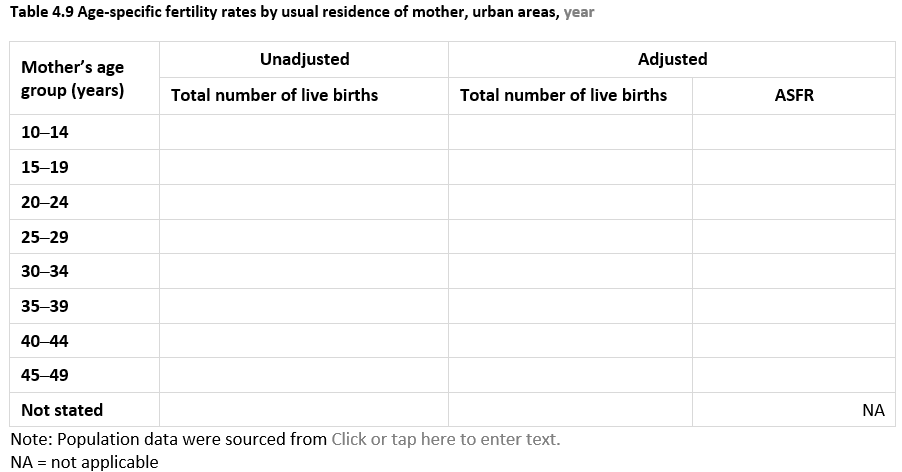 Table 4.9 Age-specific fertility rates by usual residence of mother, urban areas, year
Mother's age group (years)
Unadjusted
Adjusted
Total number of live births
Total number of live births
ASFR
10–14
15–19
20–24
25–29
30–34
35–39
40–44
45–49
Not stated
NA
Note: Population data were sourced from Click or tap here to enter text.
NA = not applicable